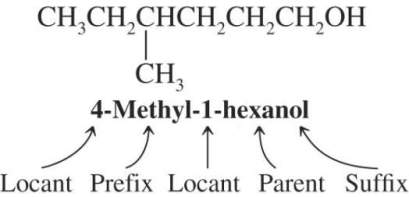 CH₃CH₂CHCH₂CH₂CH₂OH
CH₃
4-Methyl-1-hexanol
Locant Prefix Locant Parent Suffix